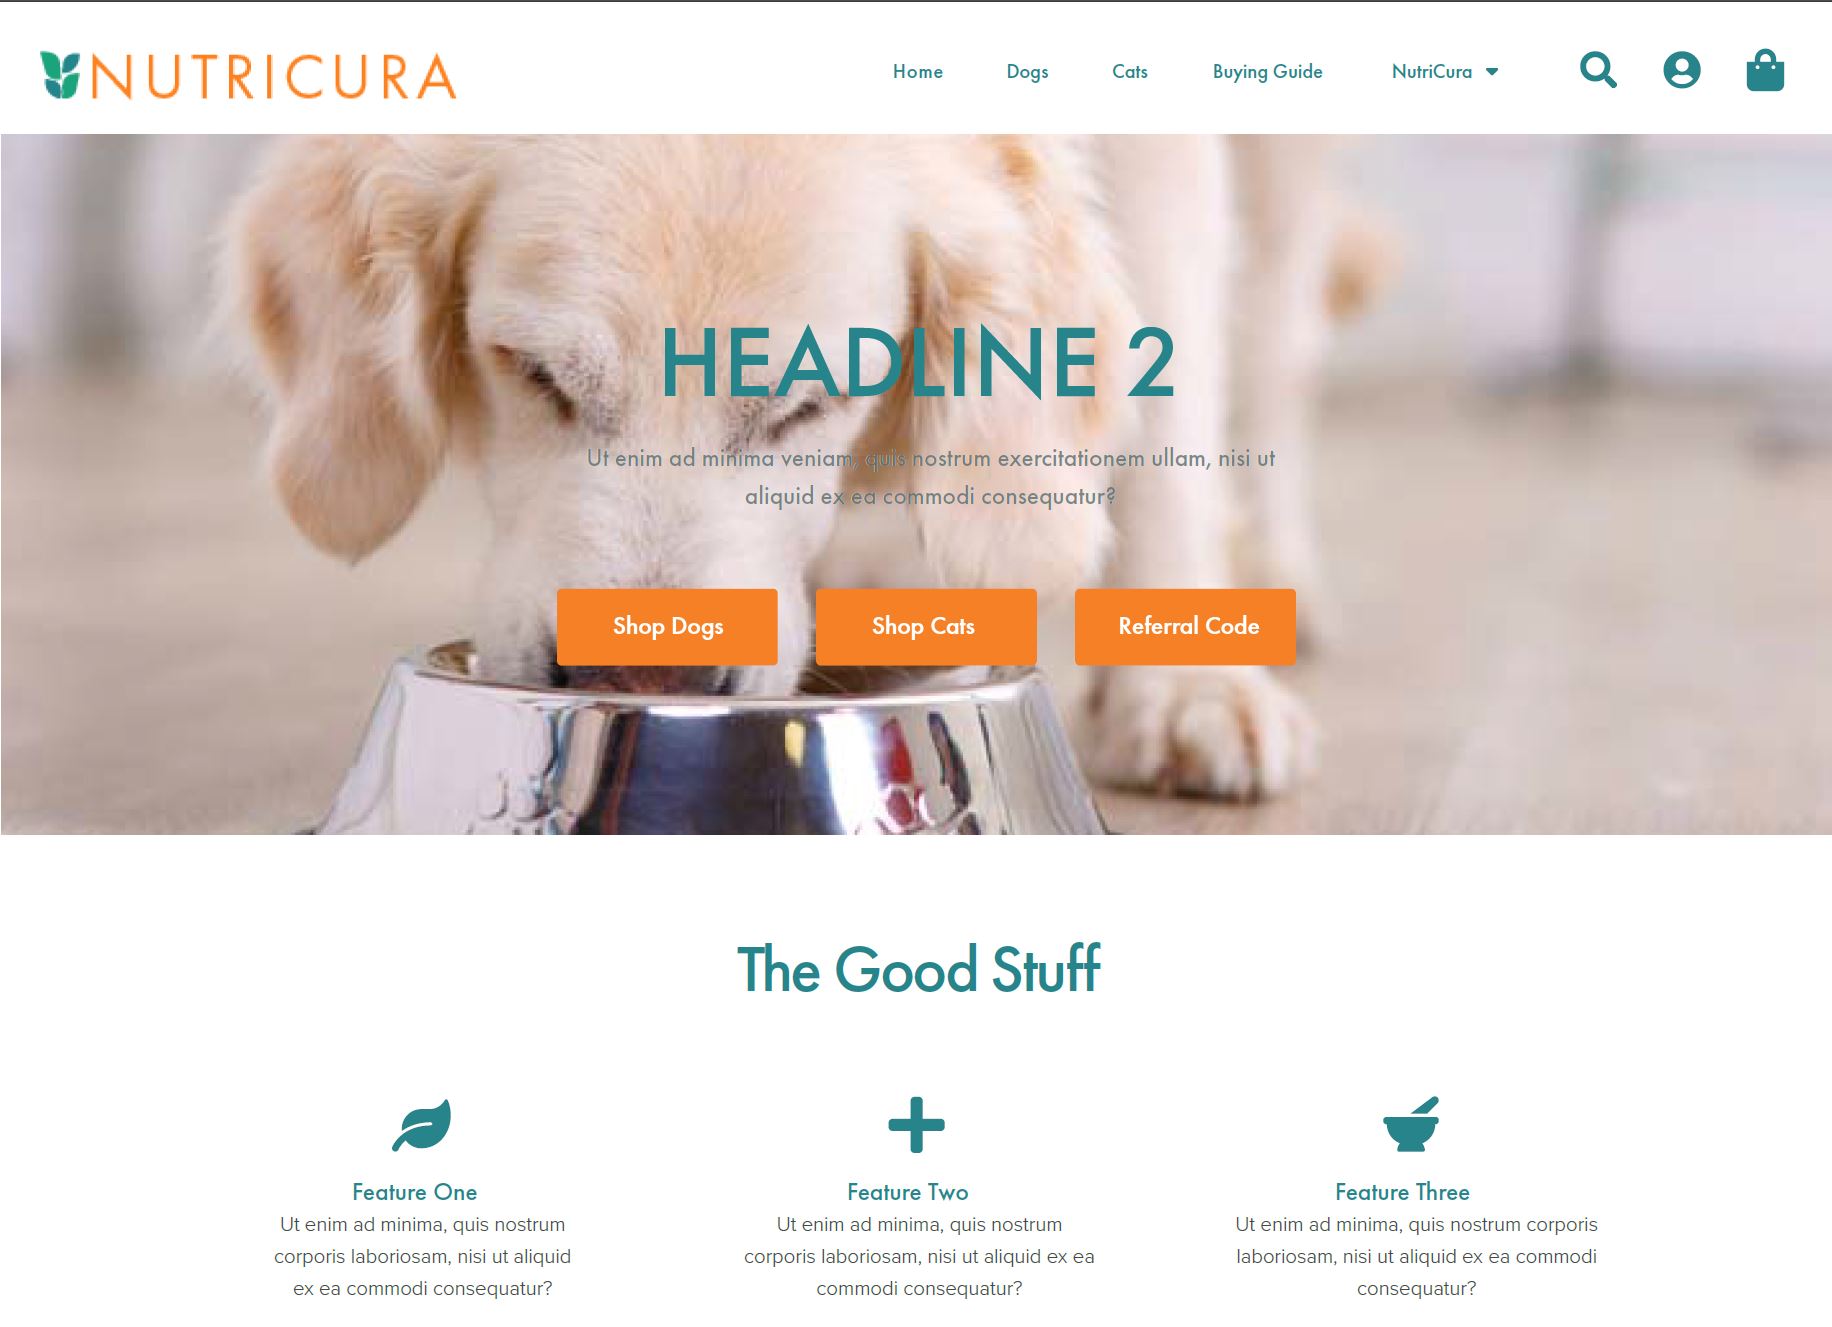 NUTRICURA
Home Dogs Cats Buying Guide NutriCura
HEADLINE 2
Ut enim ad minima veniam, quis nostrum exercitationem ullam, nisi ut
aliquid ex ea commodi consequatur?
Shop Dogs Shop Cats Referral Code
The Good Stuff
Feature One
Ut enim ad minima, quis nostrum
corporis laboriosam, nisi ut aliquid
ex ea commodi consequatur?
Feature Two
Ut enim ad minima, quis nostrum
corporis laboriosam, nisi ut aliquid ex ea
commodi consequatur?
Feature Three
Ut enim ad minima, quis nostrum corporis
laboriosam, nisi ut aliquid ex ea commodi
consequatur?